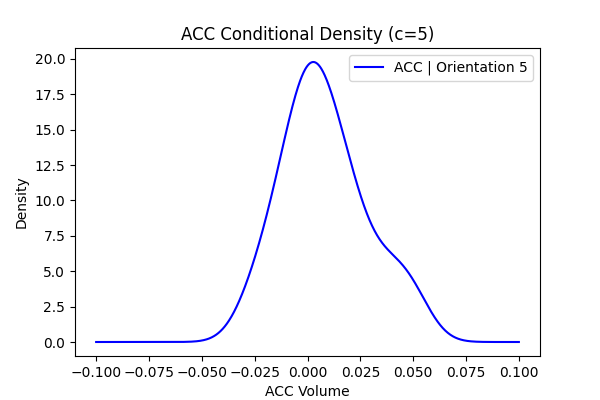 ACC Conditional Density (c=5)
ACC | Orientation 5
20.0
17.5
15.0
12.5
10.0
7.5
5.0
2.5
0.0
Density
−0.100 −0.075 −0.050 −0.025 0.000 0.025 0.050 0.075 0.100
ACC Volume